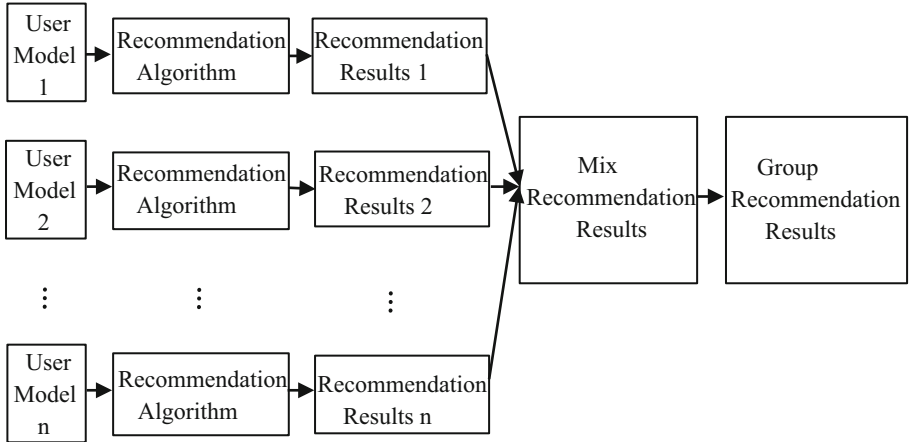 User
Model
1
Recommendation
Algorithm
Recommendation
Results 1
User
Model
2
Recommendation
Algorithm
Recommendation
Results 2
Mix
Recommendation
Results
Group
Recommendation
Results
⋮
⋮
⋮
User
Model
n
Recommendation
Algorithm
Recommendation
Results n